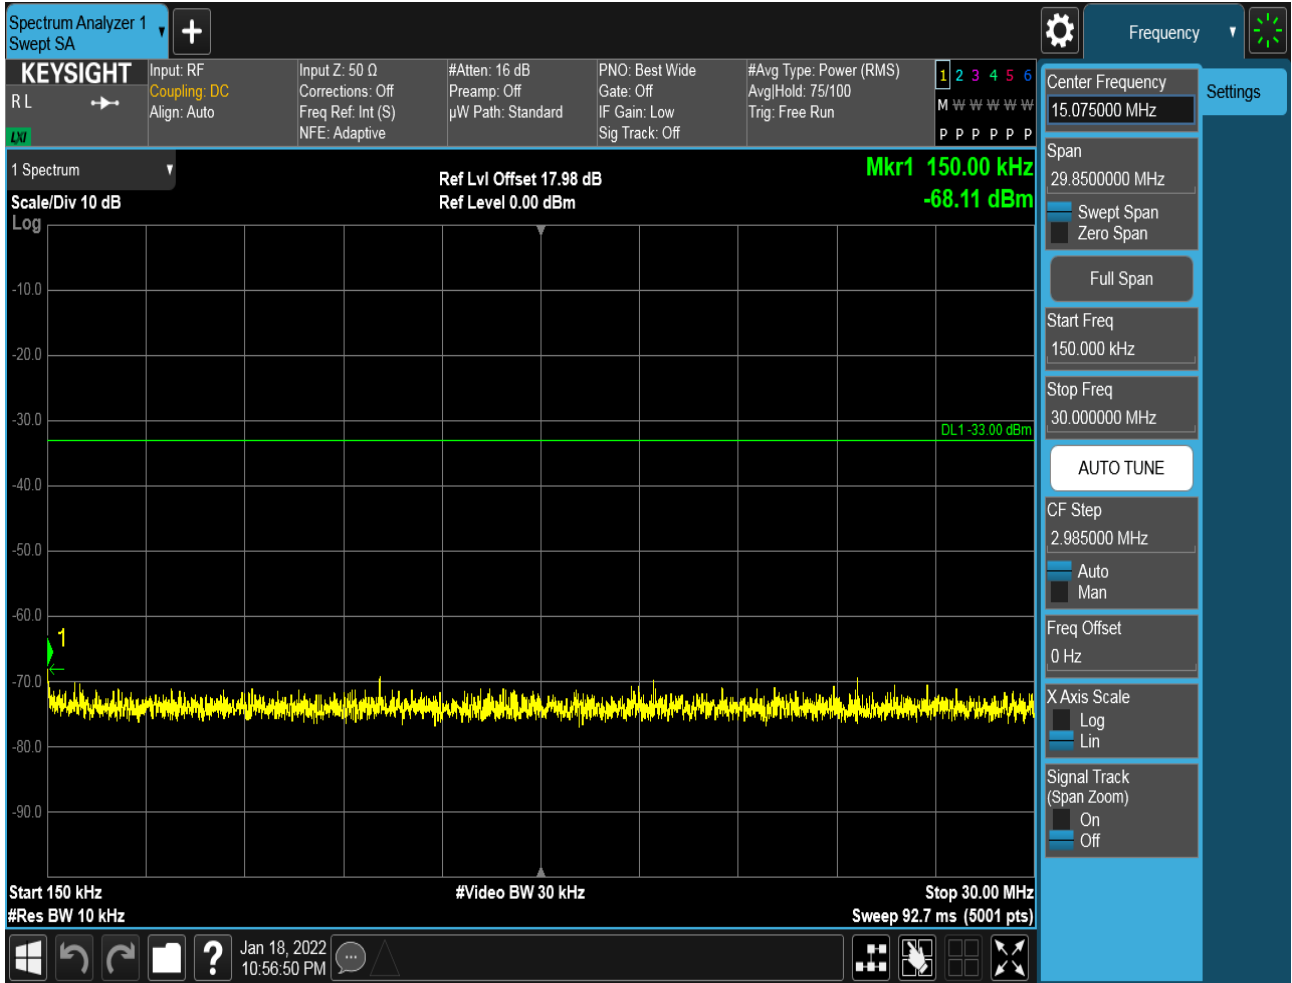 Spectrum Analyzer 1
Swept SA
Frequency
KEYSIGHT
R L
LXI
Input: RF
Coupling: DC
Align: Auto
Input Z: 50 Ω
Corrections: Off
Freq Ref: Int (S)
NFE: Adaptive
#Atten: 16 dB
Preamp: Off
µW Path: Standard
PNO: Best Wide
Gate: Off
IF Gain: Low
Sig Track: Off
#Avg Type: Power (RMS)
Avg|Hold: 75/100
Trig: Free Run
1 2 3 4 5 6
M W W W W W
P P P P P P
1 Spectrum
Scale/Div 10 dB
Log
Ref Lvl Offset 17.98 dB
Ref Level 0.00 dBm
Mkr1 150.00 kHz
-68.11 dBm
-10.0
-20.0
-30.0
DL1 -33.00 dBm
-40.0
-50.0
-60.0
1
-70.0
-80.0
-90.0
Start 150 kHz
#Res BW 10 kHz
#Video BW 30 kHz
Stop 30.00 MHz
Sweep 92.7 ms (5001 pts)
Center Frequency
15.075000 MHz
Settings
Span
29.8500000 MHz
Swept Span
Zero Span
Full Span
Start Freq
150.000 kHz
Stop Freq
30.000000 MHz
AUTO TUNE
CF Step
2.985000 MHz
Auto
Man
Freq Offset
0 Hz
X Axis Scale
Log
Lin
Signal Track
(Span Zoom)
On
Off
?
Jan 18, 2022
10:56:50 PM